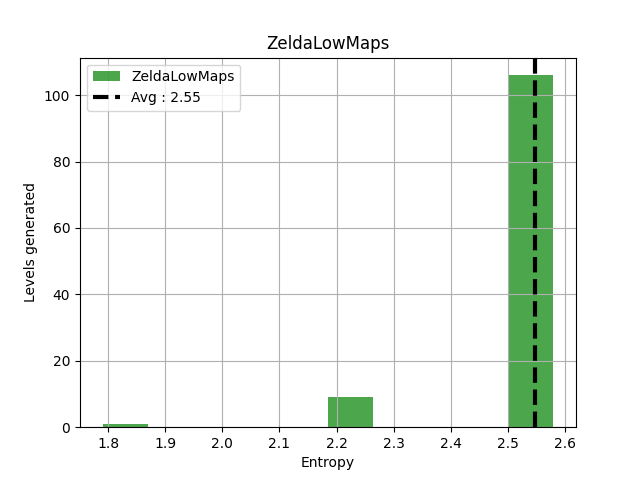 ZeldaLowMaps
ZeldaLowMaps
Avg : 2.55
100
80
60
40
20
0
Levels generated
1.8 1.9 2.0 2.1 2.2 2.3 2.4 2.5 2.6
Entropy